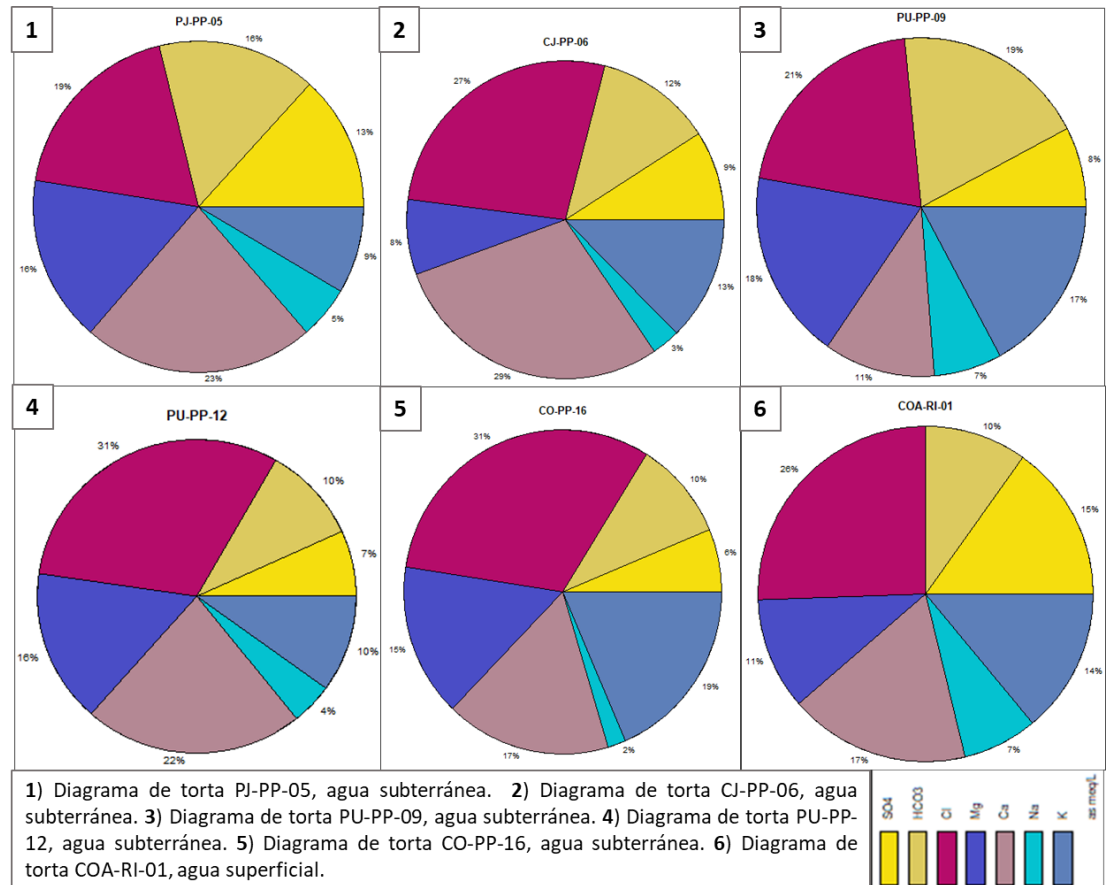 1
PJ-PP-05
16%
19%
13%
16%
9%
5%
23%
2
CJ-PP-06
27%
12%
9%
8%
13%
3%
29%
3
PU-PP-09
19%
21%
8%
18%
17%
11%
7%
4
PU-PP-12
31%
10%
7%
16%
10%
4%
22%
5
CO-PP-16
31%
10%
6%
15%
19%
17%
2%
6
COA-RI-01
10%
26%
15%
11%
14%
17%
7%
1) Diagrama de torta PJ-PP-05, agua subterránea. 2) Diagrama de torta CJ-PP-06, agua
subterránea. 3) Diagrama de torta PU-PP-09, agua subterránea. 4) Diagrama de torta PU-PP-
12, agua subterránea. 5) Diagrama de torta CO-PP-16, agua subterránea. 6) Diagrama de
torta COA-RI-01, agua superficial.
SO4
HCO3
Cl
Mg
Ca
Na
K
as meq/L